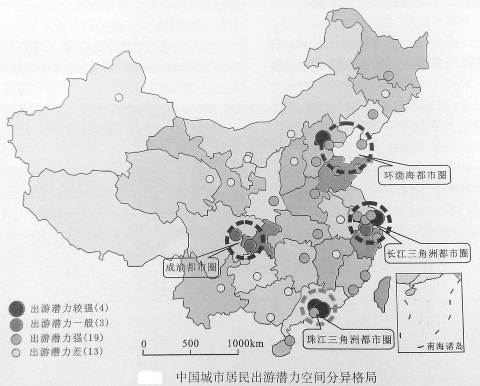 环渤海都市圈
长江三角洲都市圈
成渝都市圈
珠江三角洲都市圈
南海诸岛
出游潜力较强(4)
出游潜力一般(3)
出游潜力强(19)
出游潜力差(13)
0 500 1000km
中国城市居民出游潜力空间分异格局